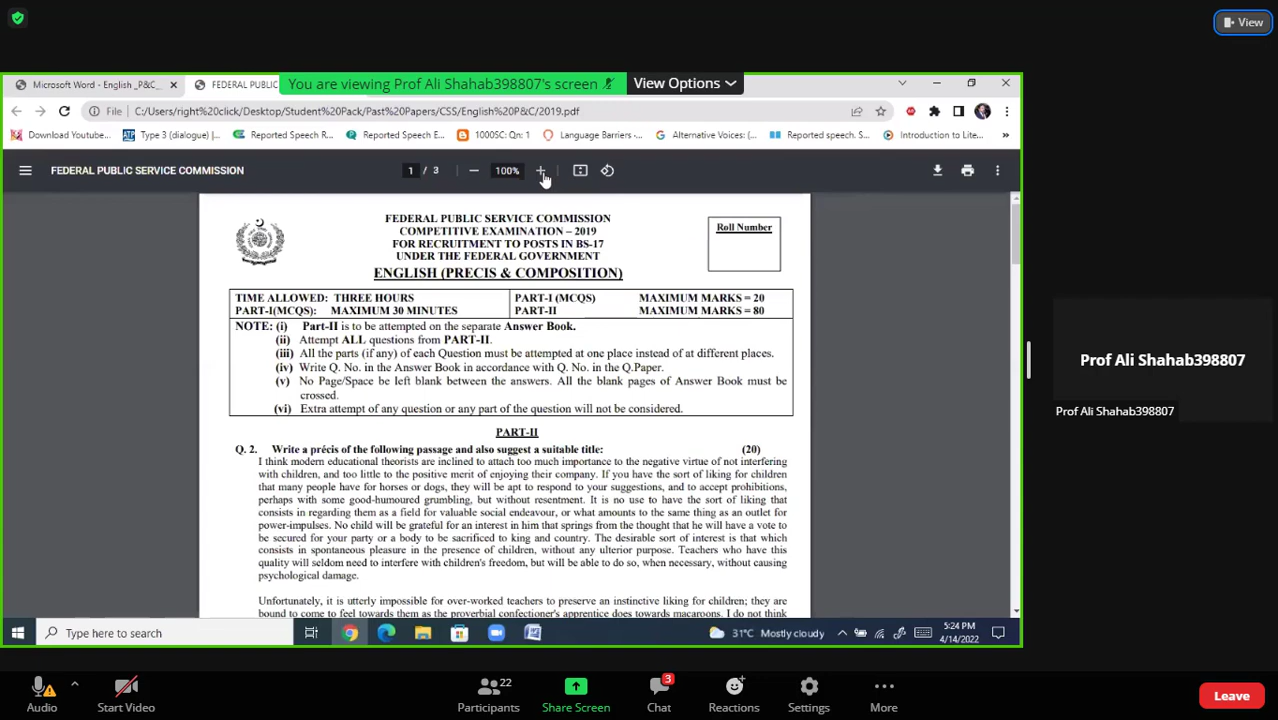 View
Microsoft Word - English _P&C_
FEDERAL PUBLIC
You are viewing Prof Ali Shahab398807's screen
View Options
File C:/Users/right%20click/Desktop/Student%20Pack/Past%20Papers/CSS/English%20P&C/2019.pdf
Download Youtube... Type 3 (dialogue) |... Reported Speech R... Reported Speech E... 1000SC: Qn: 1 Language Barriers -... Alternative Voices: (... Reported speech. S... Introduction to Lite... »
FEDERAL PUBLIC SERVICE COMMISSION 1 / 3 100%
FEDERAL PUBLIC SERVICE COMMISSION
COMPETITIVE EXAMINATION – 2019
FOR RECRUITMENT TO POSTS IN BS-17
UNDER THE FEDERAL GOVERNMENT
ENGLISH (PRECIS & COMPOSITION)
Roll Number
TIME ALLOWED: THREE HOURS PART-I (MCQS) MAXIMUM MARKS = 20
PART-I(MCQS): MAXIMUM 30 MINUTES PART-II MAXIMUM MARKS = 80
NOTE: (i) Part-II is to be attempted on the separate Answer Book.
(ii) Attempt ALL questions from PART-II.
(iii) All the parts (if any) of each Question must be attempted at one place instead of at different places.
(iv) Write Q. No. in the Answer Book in accordance with Q. No. in the Q.Paper.
(v) No Page/Space be left blank between the answers. All the blank pages of Answer Book must be
crossed.
(vi) Extra attempt of any question or any part of the question will not be considered.
PART-II
Q. 2. Write a précis of the following passage and also suggest a suitable title: (20)
I think modern educational theorists are inclined to attach too much importance to the negative virtue of not interfering
with children, and too little to the positive merit of enjoying their company. If you have the sort of liking for children
that many people have for horses or dogs, they will be apt to respond to your suggestions, and to accept prohibitions,
perhaps with some good-humoured grumbling, but without resentment. It is no use to have the sort of liking that
consists in regarding them as a field for valuable social endeavour, or what amounts to the same thing as an outlet for
power-impulses. No child will be grateful for an interest in him that springs from the thought that he will have a vote to
be secured for your party or a body to be sacrificed to king and country. The desirable sort of interest is that which
consists in spontaneous pleasure in the presence of children, without any ulterior purpose. Teachers who have this
quality will seldom need to interfere with children's freedom, but will be able to do so, when necessary, without causing
psychological damage.
Unfortunately, it is utterly impossible for over-worked teachers to preserve an instinctive liking for children; they are
bound to come to feel towards them as the proverbial confectioner's apprentice does towards macaroons. I do not think
Prof Ali Shahab398807
Prof Ali Shahab398807
Type here to search
31°C Mostly cloudy
5:24 PM
4/14/2022
Audio
Start Video
22
Participants
Share Screen
3
Chat
Reactions
Settings
More
Leave